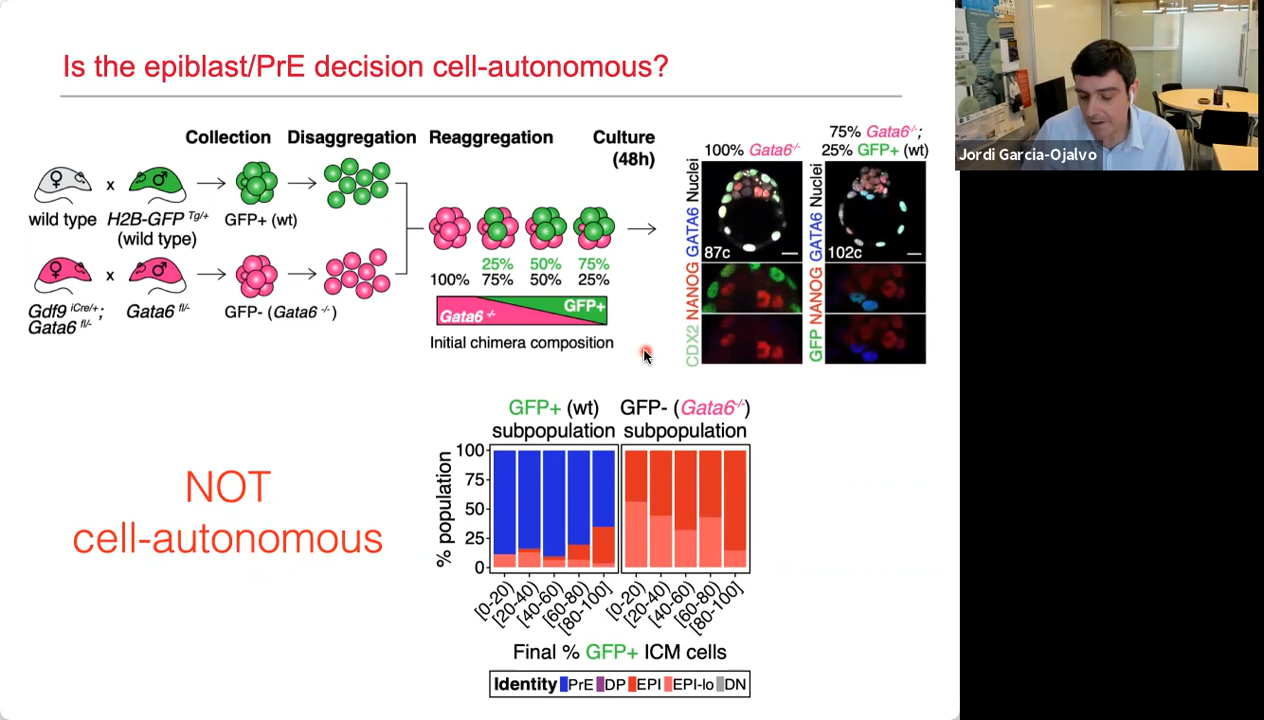 Is the epiblast/PrE decision cell-autonomous?
Collection
Disaggregation
Reaggregation
Culture
(48h)
wild type
x
H2B-GFP Tg/+
(wild type)
GFP+ (wt)
Gdf9 iCre/+;
Gata6 fl/-
x
Gata6 fl/-
GFP- (Gata6 -/-)
25% 50% 75%
100% 75% 50% 25%
Gata6 -/-
GFP+
Initial chimera composition
100% Gata6-/-
75% Gata6-/-;
25% GFP+ (wt)
CDX2 NANOG GATA6 Nuclei
87c
GFP NANOG GATA6 Nuclei
102c
Jordi Garcia-Ojalvo
NOT
cell-autonomous
GFP+ (wt)
subpopulation
GFP- (Gata6-/-)
subpopulation
% population
100
75
50
25
0
[0-20)
[20-40)
[40-60)
[60-80)
[80-100]
[0-20)
[20-40)
[40-60)
[60-80)
[80-100]
Final % GFP+ ICM cells
Identity PrE DP EPI EPI-lo DN